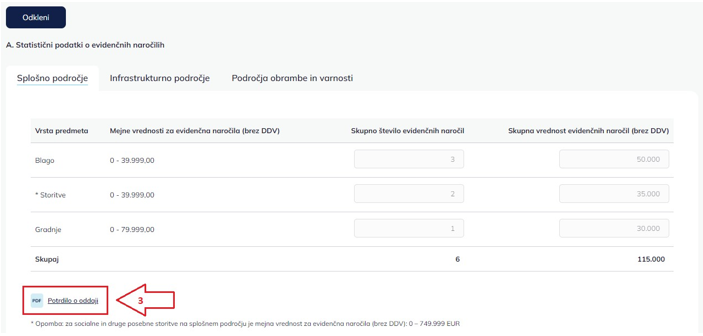 Odkleni
A. Statistični podatki o evidenčnih naročilih
Splošno področje Infrastrukturno področje Področja obrambe in varnosti
Vrsta predmeta Mejne vrednosti za evidenčna naročila (brez DDV) Skupno število evidenčnih naročil Skupna vrednost evidenčnih naročil (brez DDV)
Blago 0 - 39.999,00 3 50.000
* Storitve 0 - 39.999,00 2 35.000
Gradnje 0 - 79.999,00 1 30.000
Skupaj 6 115.000
PDF Potrdilo o oddaji 3
* Opomba: za socialne in druge posebne storitve na splošnem področju je mejna vrednost za evidenčna naročila (brez DDV): 0 – 749.999 EUR